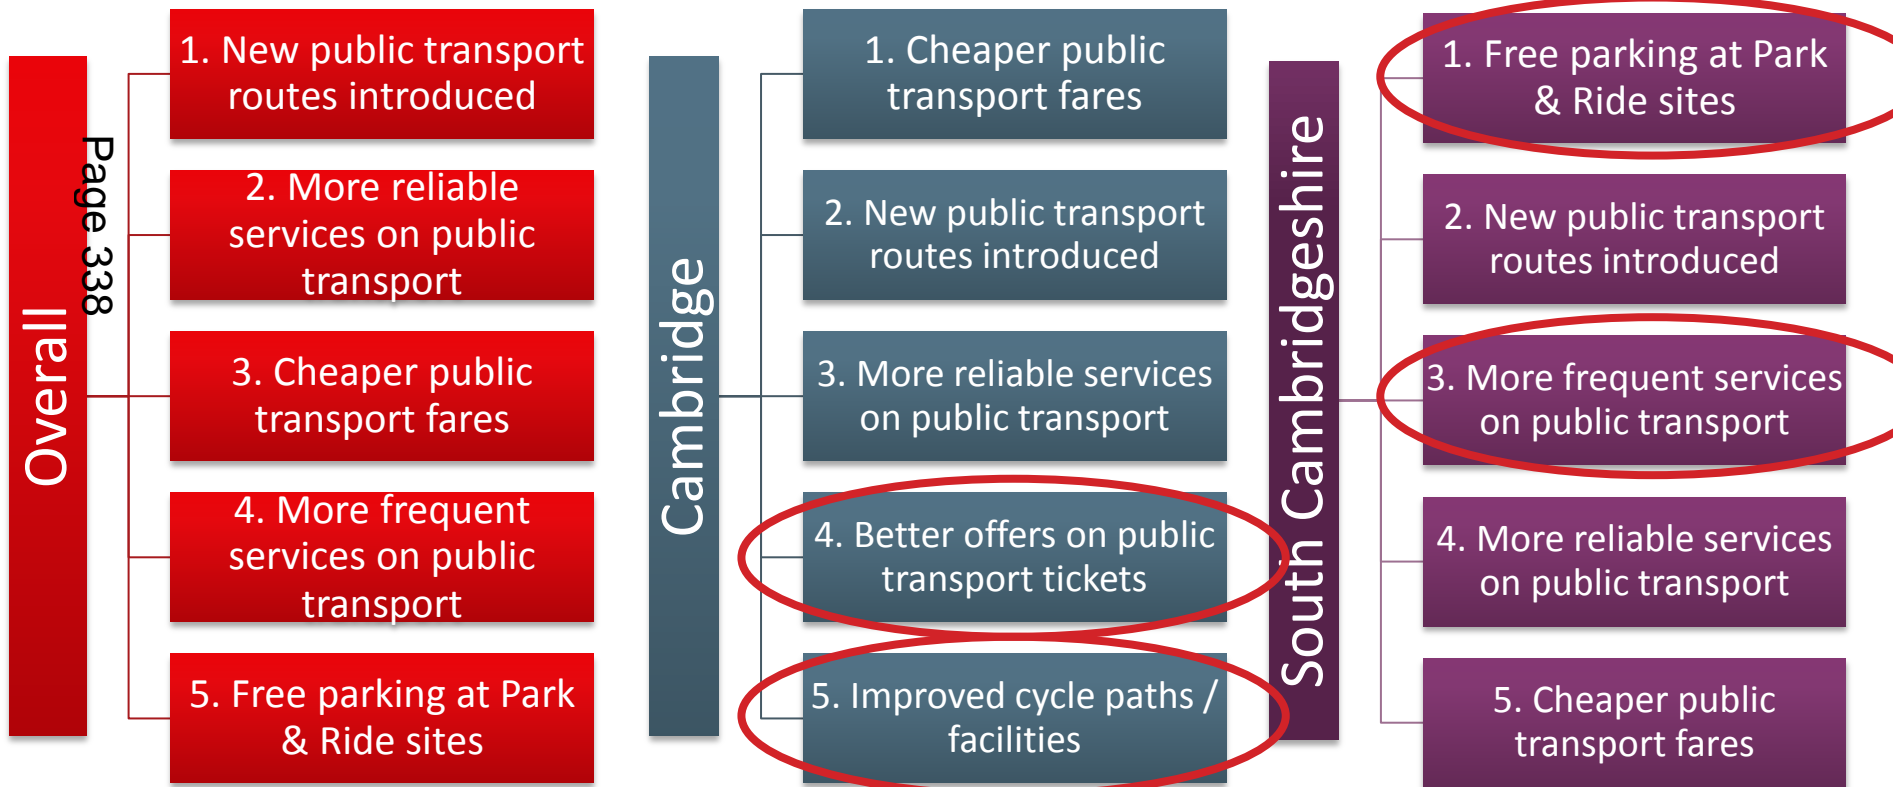 Overall
Page 338
1. New public transport
routes introduced
2. More reliable
services on public
transport
3. Cheaper public
transport fares
4. More frequent
services on public
transport
5. Free parking at Park
& Ride sites
Cambridge
1. Cheaper public
transport fares
2. New public transport
routes introduced
3. More reliable services
on public transport
4. Better offers on public
transport tickets
5. Improved cycle paths /
facilities
South Cambridgeshire
1. Free parking at Park
& Ride sites
2. New public transport
routes introduced
3. More frequent services
on public transport
4. More reliable services
on public transport
5. Cheaper public
transport fares